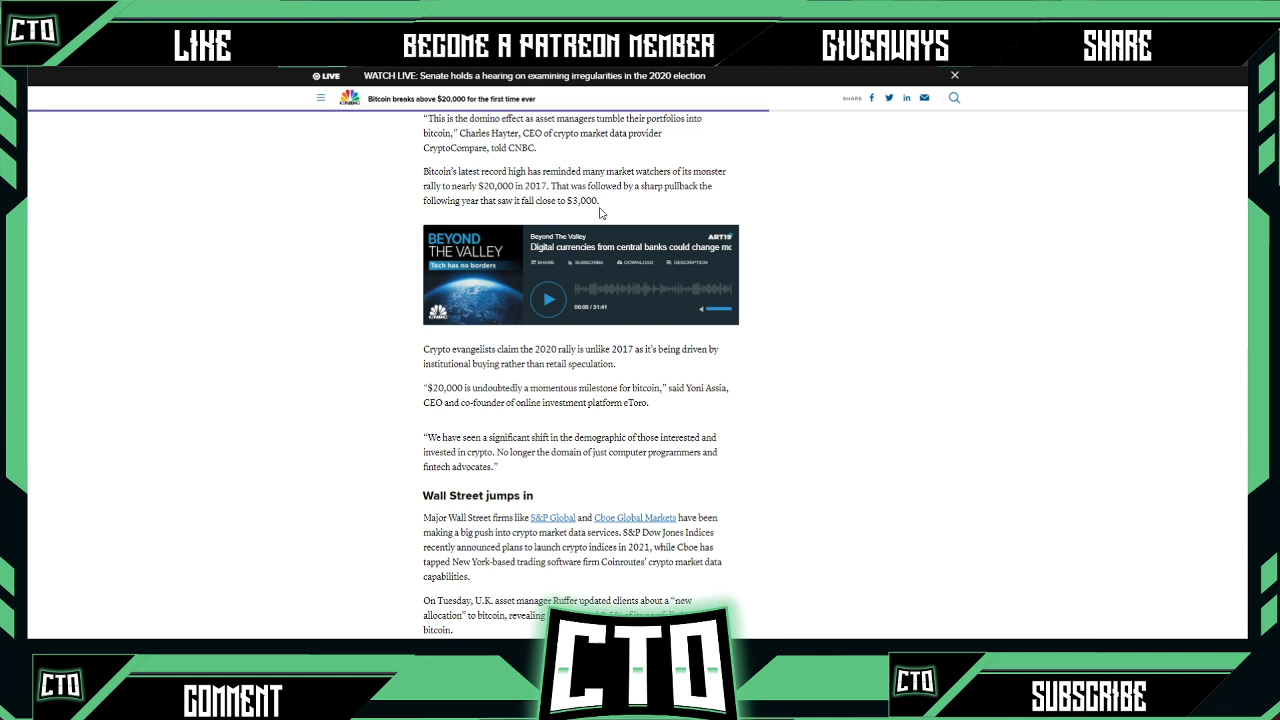 CTO
LIKE
BECOME A PATREON MEMBER
GIVEAWAYS
SHARE
LIVE
WATCH LIVE: Senate holds a hearing on examining irregularities in the 2020 election
CNBC
Bitcoin breaks above $20,000 for the first time ever
SHARE
“This is the domino effect as asset managers tumble their portfolios into
bitcoin,” Charles Hayter, CEO of crypto market data provider
CryptoCompare, told CNBC.
Bitcoin’s latest record high has reminded many market watchers of its monster
rally to nearly $20,000 in 2017. That was followed by a sharp pullback the
following year that saw it fall close to $3,000.
BEYOND
THE VALLEY
Tech has no borders
CNBC
Beyond The Valley
ART19
Digital currencies from central banks could change mo
SHARE SUBSCRIBE DOWNLOAD DESCRIPTION
00:00 / 31:41
Crypto evangelists claim the 2020 rally is unlike 2017 as it’s being driven by
institutional buying rather than retail speculation.
“$20,000 is undoubtedly a momentous milestone for bitcoin,” said Yoni Assia,
CEO and co-founder of online investment platform eToro.
“We have seen a significant shift in the demographic of those interested and
invested in crypto. No longer the domain of just computer programmers and
fintech advocates.”
Wall Street jumps in
Major Wall Street firms like S&P Global and Cboe Global Markets have been
making a big push into crypto market data services. S&P Dow Jones Indices
recently announced plans to launch crypto indices in 2021, while Cboe has
tapped New York-based trading software firm Coinroutes’ crypto market data
capabilities.
On Tuesday, U.K. asset manager Ruffer updated clients about a “new
allocation” to bitcoin, revealing
bitcoin.
CTO
COMMENT
CTO
CTO
SUBSCRIBE